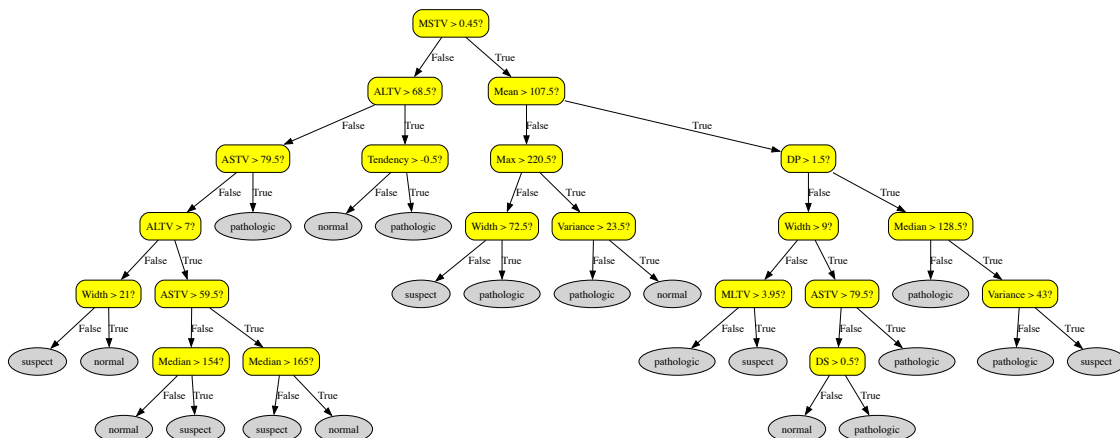 MSTV > 0.45?
False
True
ALTV > 68.5?
Mean > 107.5?
False
True
False
True
ASTV > 79.5?
Tendency > -0.5?
Max > 220.5?
DP > 1.5?
False
True
False
True
False
True
False
True
ALTV > 7?
pathologic
normal
pathologic
Width > 72.5?
Variance > 23.5?
Width > 9?
Median > 128.5?
False
True
False
True
False
True
False
True
False
True
Width > 21?
ASTV > 59.5?
suspect
pathologic
pathologic
normal
MLTV > 3.95?
ASTV > 79.5?
pathologic
Variance > 43?
False
True
False
True
False
True
False
True
False
True
suspect
normal
Median > 154?
Median > 165?
pathologic
suspect
DS > 0.5?
pathologic
pathologic
suspect
False
True
False
True
False
True
normal
suspect
suspect
normal
normal
pathologic